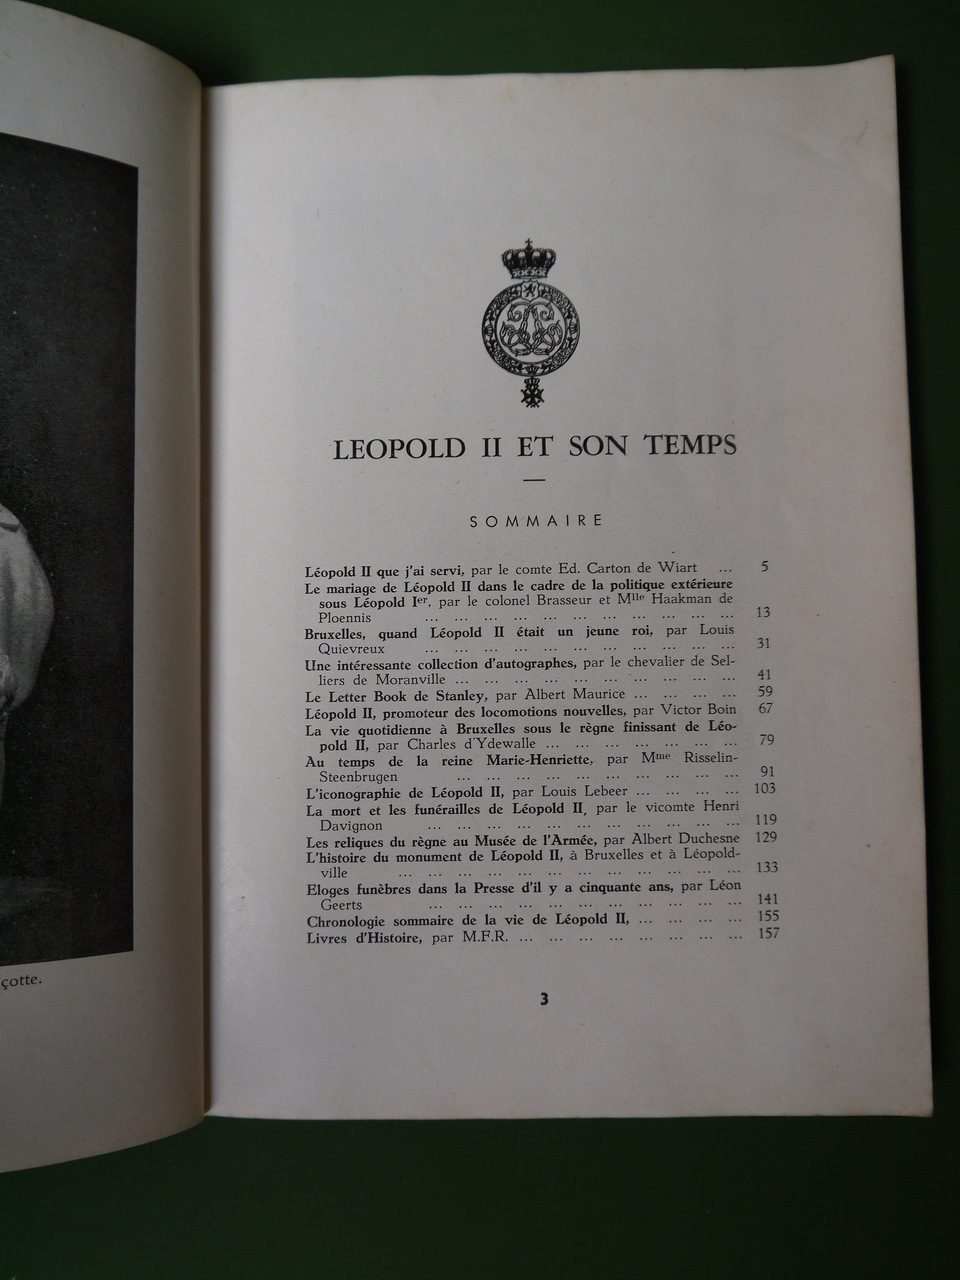 çotte.
LEOPOLD II ET SON TEMPS
SOMMAIRE
Léopold II que j'ai servi, par le comte Ed. Carton de Wiart ... 5
Le mariage de Léopold II dans le cadre de la politique extérieure
sous Léopold Ier, par le colonel Brasseur et Mlle Haakman de
Ploennis ... ... ... ... ... ... ... ... ... ... ... 13
Bruxelles, quand Léopold II était un jeune roi, par Louis
Quievreux ... ... ... ... ... ... ... ... ... ... ... 31
Une intéressante collection d'autographes, par le chevalier de Sel-
liers de Moranville ... ... ... ... ... ... ... ... ... ... 41
Le Letter Book de Stanley, par Albert Maurice ... ... ... ... 59
Léopold II, promoteur des locomotions nouvelles, par Victor Boin 67
La vie quotidienne à Bruxelles sous le règne finissant de Léo-
pold II, par Charles d'Ydewalle ... ... ... ... ... ... ... 79
Au temps de la reine Marie-Henriette, par Mme Risselin-
Steenbrugen ... ... ... ... ... ... ... ... ... ... 91
L'iconographie de Léopold II, par Louis Lebeer ... ... ... ... 103
La mort et les funérailles de Léopold II, par le vicomte Henri
Davignon ... ... ... ... ... ... ... ... ... ... ... 119
Les reliques du règne au Musée de l'Armée, par Albert Duchesne 129
L'histoire du monument de Léopold II, à Bruxelles et à Léopold-
ville ... ... ... ... ... ... ... ... ... ... ... ... 133
Eloges funèbres dans la Presse d'il y a cinquante ans, par Léon
Geerts ... ... ... ... ... ... ... ... ... ... ... 141
Chronologie sommaire de la vie de Léopold II, ... ... ... ... 155
Livres d'Histoire, par M.F.R. ... ... ... ... ... ... ... ... 157
3